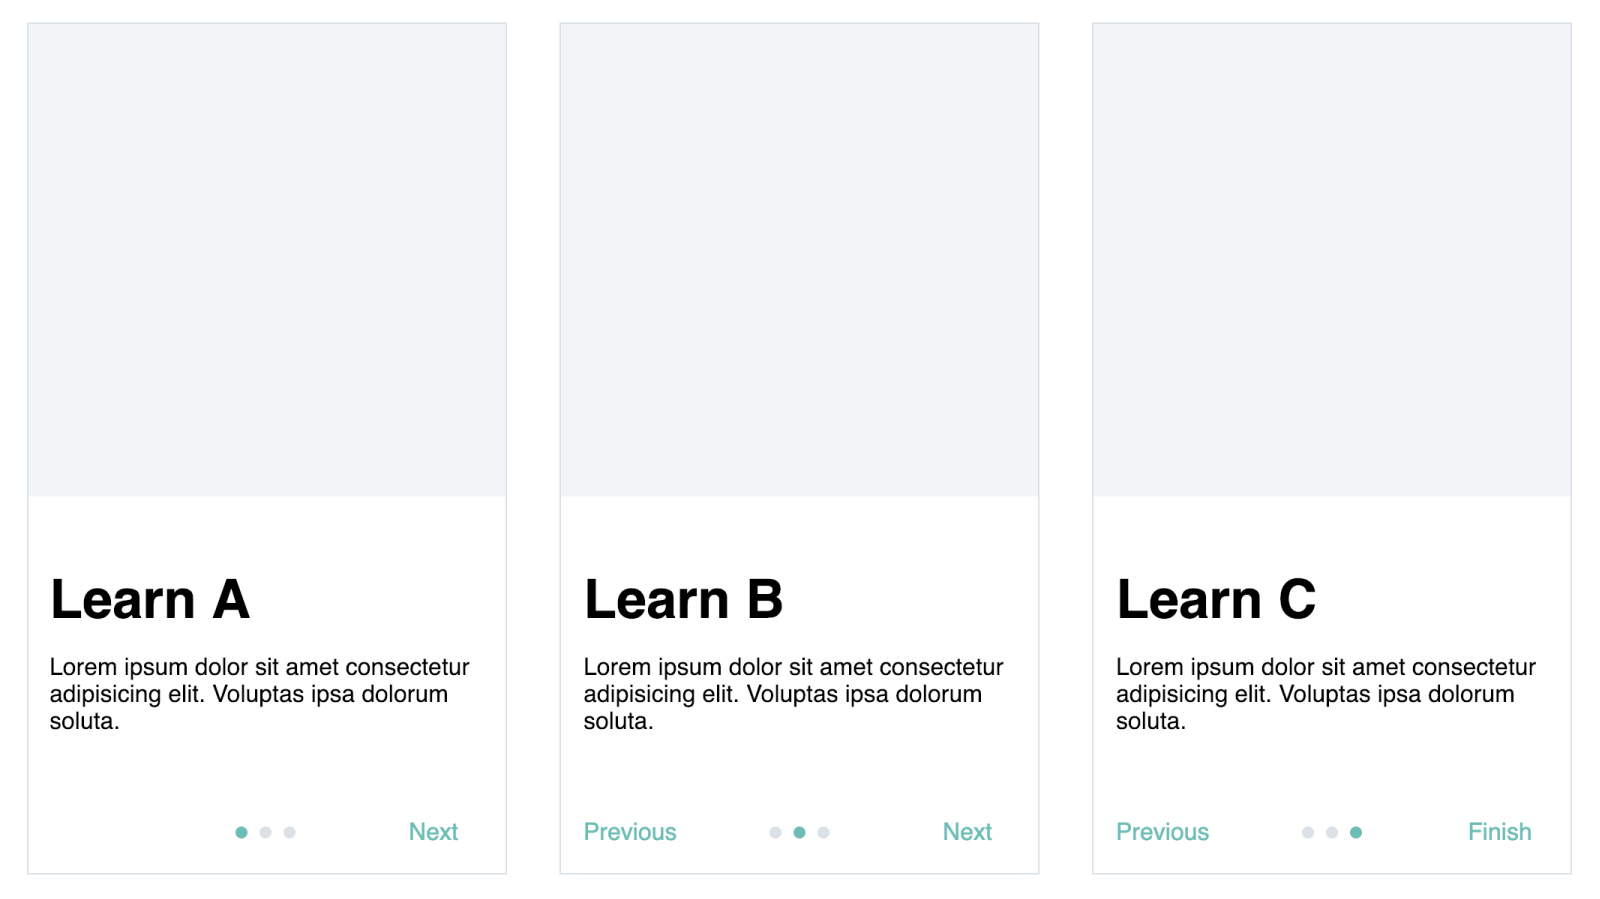 Learn A
Lorem ipsum dolor sit amet consectetur
adipisicing elit. Voluptas ipsa dolorum
soluta.
Next
Learn B
Lorem ipsum dolor sit amet consectetur
adipisicing elit. Voluptas ipsa dolorum
soluta.
Previous
Next
Learn C
Lorem ipsum dolor sit amet consectetur
adipisicing elit. Voluptas ipsa dolorum
soluta.
Previous
Finish